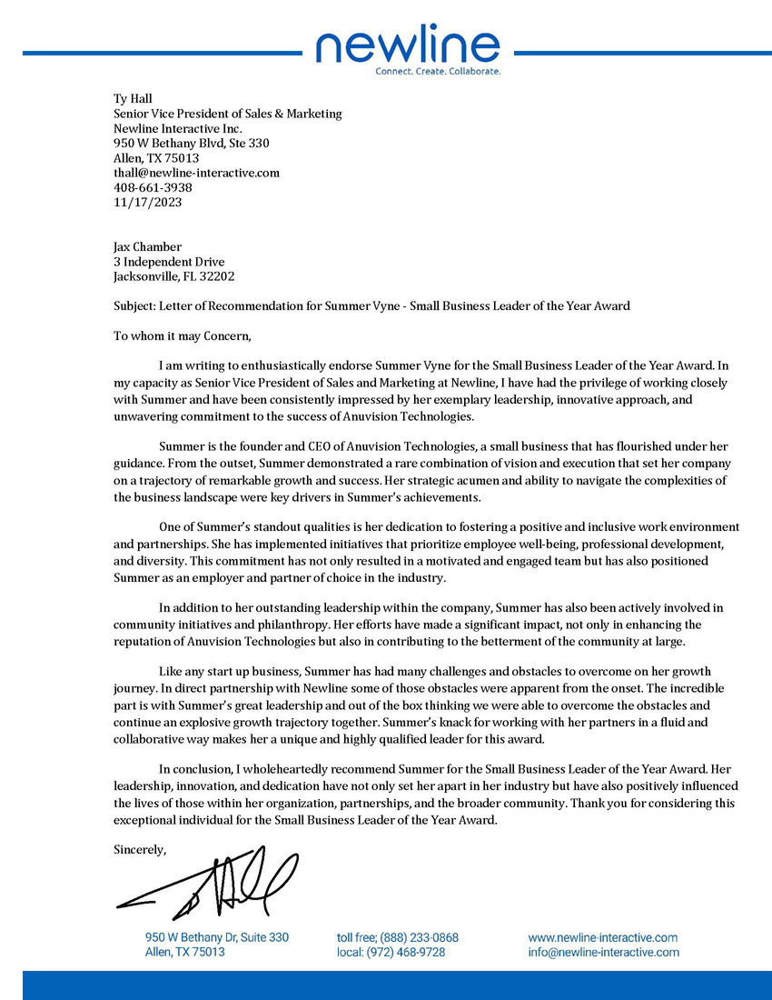 newline
Connect. Create. Collaborate.
Ty Hall
Senior Vice President of Sales & Marketing
Newline Interactive Inc.
950 W Bethany Blvd, Ste 330
Allen, TX 75013
thall@newline-interactive.com
408-661-3938
11/17/2023
Jax Chamber
3 Independent Drive
Jacksonville, FL 32202
Subject: Letter of Recommendation for Summer Vyne - Small Business Leader of the Year Award
To whom it may Concern,
I am writing to enthusiastically endorse Summer Vyne for the Small Business Leader of the Year Award. In
my capacity as Senior Vice President of Sales and Marketing at Newline, I have had the privilege of working closely
with Summer and have been consistently impressed by her exemplary leadership, innovative approach, and
unwavering commitment to the success of Anuvision Technologies.
Summer is the founder and CEO of Anuvision Technologies, a small business that has flourished under her
guidance. From the outset, Summer demonstrated a rare combination of vision and execution that set her company
on a trajectory of remarkable growth and success. Her strategic acumen and ability to navigate the complexities of
the business landscape were key drivers in Summer's achievements.
One of Summer's standout qualities is her dedication to fostering a positive and inclusive work environment
and partnerships. She has implemented initiatives that prioritize employee well-being, professional development,
and diversity. This commitment has not only resulted in a motivated and engaged team but has also positioned
Summer as an employer and partner of choice in the industry.
In addition to her outstanding leadership within the company, Summer has also been actively involved in
community initiatives and philanthropy. Her efforts have made a significant impact, not only in enhancing the
reputation of Anuvision Technologies but also in contributing to the betterment of the community at large.
Like any start up business, Summer has had many challenges and obstacles to overcome on her growth
journey. In direct partnership with Newline some of those obstacles were apparent from the onset. The incredible
part is with Summer's great leadership and out of the box thinking we were able to overcome the obstacles and
continue an explosive growth trajectory together. Summer's knack for working with her partners in a fluid and
collaborative way makes her a unique and highly qualified leader for this award.
In conclusion, I wholeheartedly recommend Summer for the Small Business Leader of the Year Award. Her
leadership, innovation, and dedication have not only set her apart in her industry but have also positively influenced
the lives of those within her organization, partnerships, and the broader community. Thank you for considering this
exceptional individual for the Small Business Leader of the Year Award.
Sincerely,
950 W Bethany Dr, Suite 330 toll free; (888) 233-0868 www.newline-interactive.com
Allen, TX 75013 local: (972) 468-9728 info@newline-interactive.com